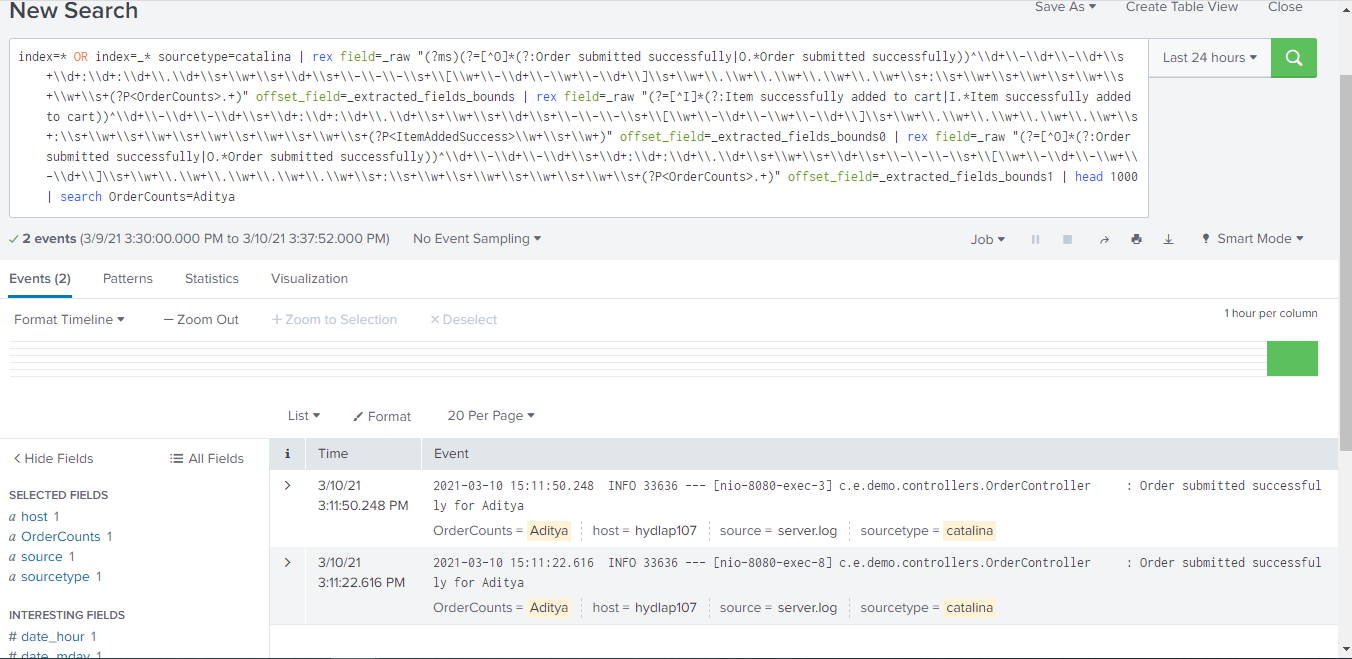 New Search
Save As Create Table View Close
index=* OR index=_* sourcetype=catalina | rex field=_raw "(?ms)(?=[^O]*(?:Order submitted successfully|O.*Order submitted successfully))^\\d+\\-\\d+\\-\\d+\\s
+\\d+:\\d+:\\d+\\.\\d+\\s+\\w+\\s+\\d+\\s+\\-\\-\\-\\s+\\[\\w+\\-\\d+\\-\\w+\\-\\d+\\]\\s+\\w+\\.\\w+\\.\\w+\\.\\w+\\.\\w+\\s+:\\s+\\w+\\s+\\w+\\s+\\w+\\s
+\\w+\\s+(?P<OrderCounts>.+)" offset_field=_extracted_fields_bounds | rex field=_raw "(?=[^I]*(?:Item successfully added to cart|I.*Item successfully added
to cart))^\\d+\\-\\d+\\-\\d+\\s+\\d+:\\d+:\\d+\\.\\d+\\s+\\w+\\s+\\d+\\s+\\-\\-\\-\\s+\\[\\w+\\-\\d+\\-\\w+\\-\\d+\\]\\s+\\w+\\.\\w+\\.\\w+\\.\\w+\\.\\w+\\s
+:\\s+\\w+\\s+\\w+\\s+\\w+\\s+\\w+\\s+\\w+\\s+(?P<ItemAddedSuccess>\\w+\\s+\\w+)" offset_field=_extracted_fields_bounds0 | rex field=_raw "(?=[^O]*(?:Order
submitted successfully|O.*Order submitted successfully))^\\d+\\-\\d+\\-\\d+\\s+\\d+:\\d+:\\d+\\.\\d+\\s+\\w+\\s+\\d+\\s+\\-\\-\\-\\s+\\[\\w+\\-\\d+\\-\\w+\\
-\\d+\\]\\s+\\w+\\.\\w+\\.\\w+\\.\\w+\\.\\w+\\s+:\\s+\\w+\\s+\\w+\\s+\\w+\\s+\\w+\\s+(?P<OrderCounts>.+)" offset_field=_extracted_fields_bounds1 | head 1000
| search OrderCounts=Aditya
Last 24 hours
2 events (3/9/21 3:30:00.000 PM to 3/10/21 3:37:52.000 PM) No Event Sampling Job Smart Mode
Events (2) Patterns Statistics Visualization
Format Timeline — Zoom Out + Zoom to Selection × Deselect 1 hour per column
List Format 20 Per Page
< Hide Fields All Fields
i Time Event
SELECTED FIELDS
a host 1
a OrderCounts 1
a source 1
a sourcetype 1
INTERESTING FIELDS
# date_hour 1
# date_mday 1
3/10/21 2021-03-10 15:11:50.248 INFO 33636 --- [nio-8080-exec-3] c.e.demo.controllers.OrderController : Order submitted successful
3:11:50.248 PM ly for Aditya
OrderCounts = Aditya host = hydlap107 source = server.log sourcetype = catalina
3/10/21 2021-03-10 15:11:22.616 INFO 33636 --- [nio-8080-exec-8] c.e.demo.controllers.OrderController : Order submitted successful
3:11:22.616 PM ly for Aditya
OrderCounts = Aditya host = hydlap107 source = server.log sourcetype = catalina